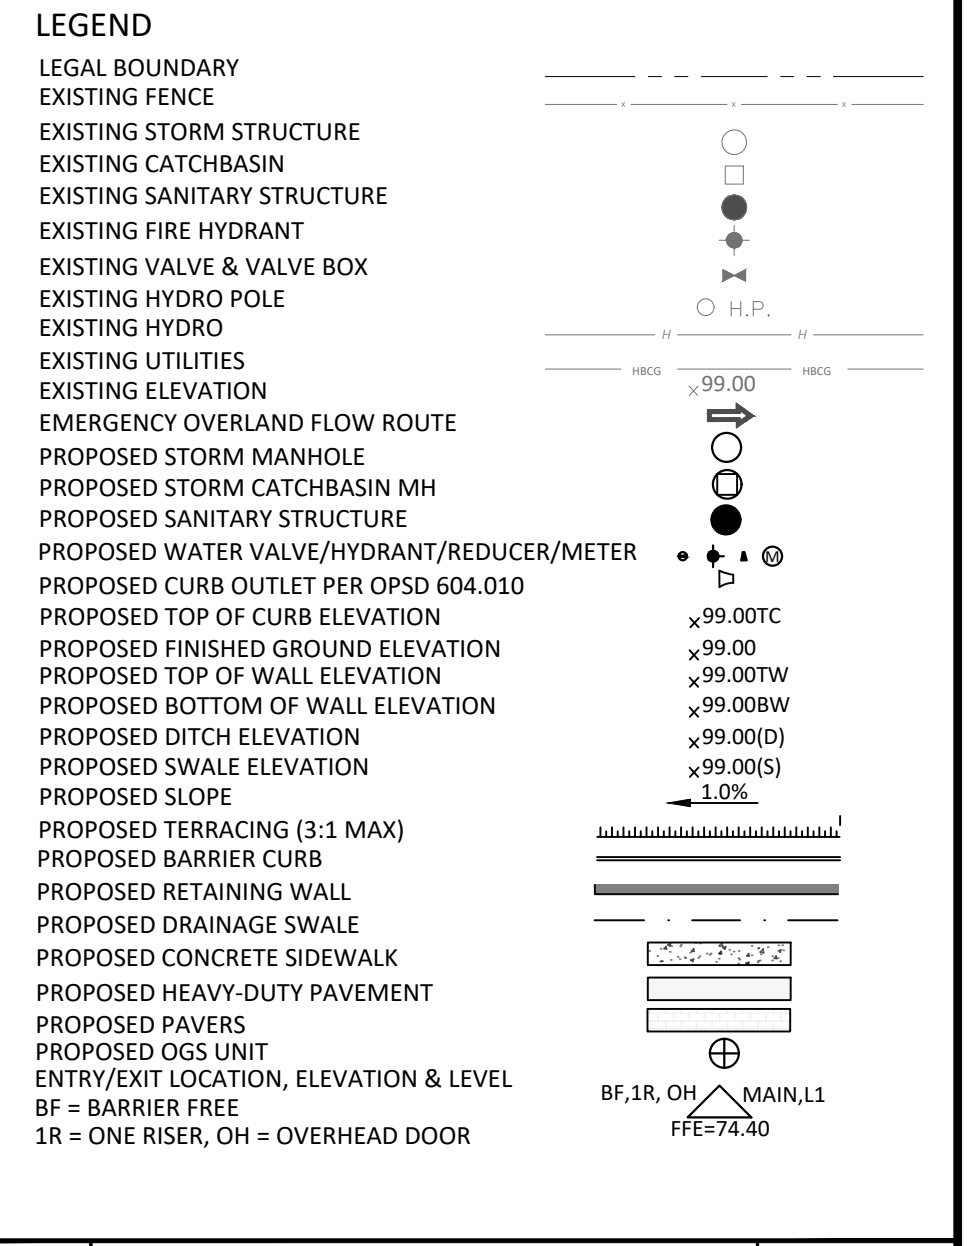 LEGEND
LEGAL BOUNDARY
EXISTING FENCE x x x
EXISTING STORM STRUCTURE
EXISTING CATCHBASIN
EXISTING SANITARY STRUCTURE
EXISTING FIRE HYDRANT
EXISTING VALVE & VALVE BOX
EXISTING HYDRO POLE H.P.
EXISTING HYDRO H H
EXISTING UTILITIES HBCG HBCG
EXISTING ELEVATION x 99.00
EMERGENCY OVERLAND FLOW ROUTE
PROPOSED STORM MANHOLE
PROPOSED STORM CATCHBASIN MH
PROPOSED SANITARY STRUCTURE
PROPOSED WATER VALVE/HYDRANT/REDUCER/METER M
PROPOSED CURB OUTLET PER OPSD 604.010
PROPOSED TOP OF CURB ELEVATION x 99.00TC
PROPOSED FINISHED GROUND ELEVATION x 99.00
PROPOSED TOP OF WALL ELEVATION x 99.00TW
PROPOSED BOTTOM OF WALL ELEVATION x 99.00BW
PROPOSED DITCH ELEVATION x 99.00(D)
PROPOSED SWALE ELEVATION x 99.00(S)
PROPOSED SLOPE 1.0%
PROPOSED TERRACING (3:1 MAX)
PROPOSED BARRIER CURB
PROPOSED RETAINING WALL
PROPOSED DRAINAGE SWALE
PROPOSED CONCRETE SIDEWALK
PROPOSED HEAVY-DUTY PAVEMENT
PROPOSED PAVERS
PROPOSED OGS UNIT
ENTRY/EXIT LOCATION, ELEVATION & LEVEL
BF,1R, OH MAIN,L1
BF = BARRIER FREE
FFE=74.40
1R = ONE RISER, OH = OVERHEAD DOOR